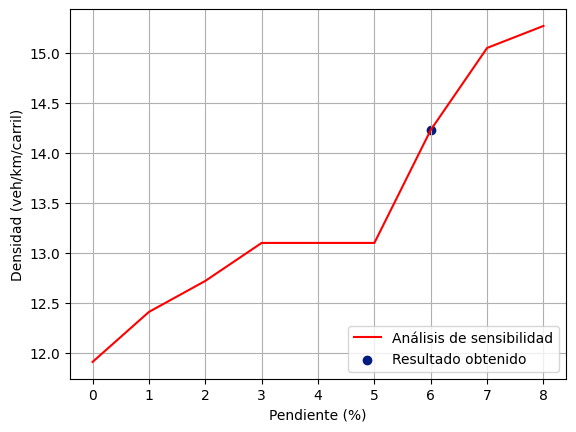 15.0
14.5
14.0
13.5
13.0
12.5
12.0
Densidad (veh/km/carril)
0 1 2 3 4 5 6 7 8
Pendiente (%)
Análisis de sensibilidad
Resultado obtenido